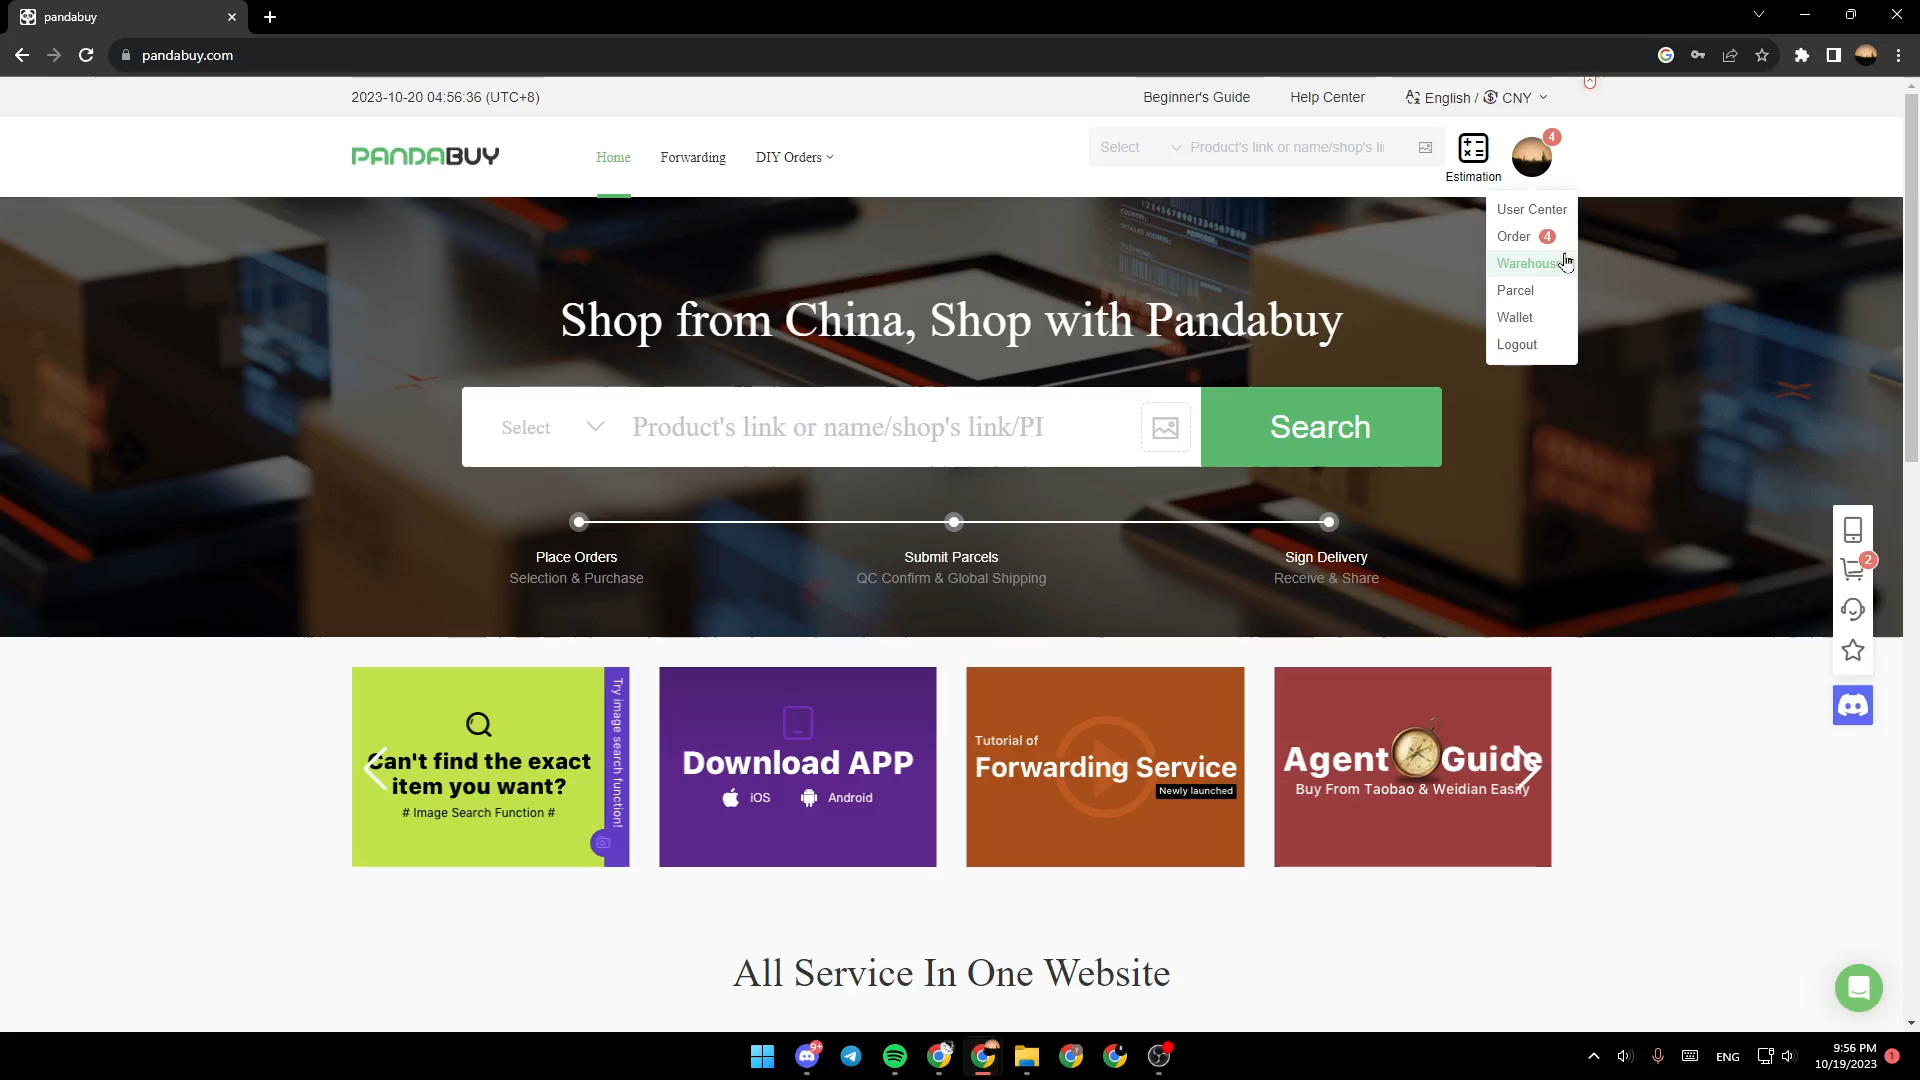 pandabuy
pandabuy.com
2023-10-20 04:56:36 (UTC+8)
Beginner's Guide
Help Center
English / CNY
PANDABUY
Home
Forwarding
DIY Orders
Select
Product's link or name/shop's li
Estimation
4
User Center
Order 4
Warehous
Parcel
Wallet
Logout
Shop from China, Shop with Pandabuy
Select
Product's link or name/shop's link/PI
Search
Place Orders
Selection & Purchase
Submit Parcels
QC Confirm & Global Shipping
Sign Delivery
Receive & Share
2
Can't find the exact
item you want?
# Image Search Function #
Try image search function!
Download APP
iOS
Android
Tutorial of
Forwarding Service
Newly launched
Agent Guide
Buy From Taobao & Weidian Easily
All Service In One Website
9+
ENG
9:56 PM
10/19/2023
1